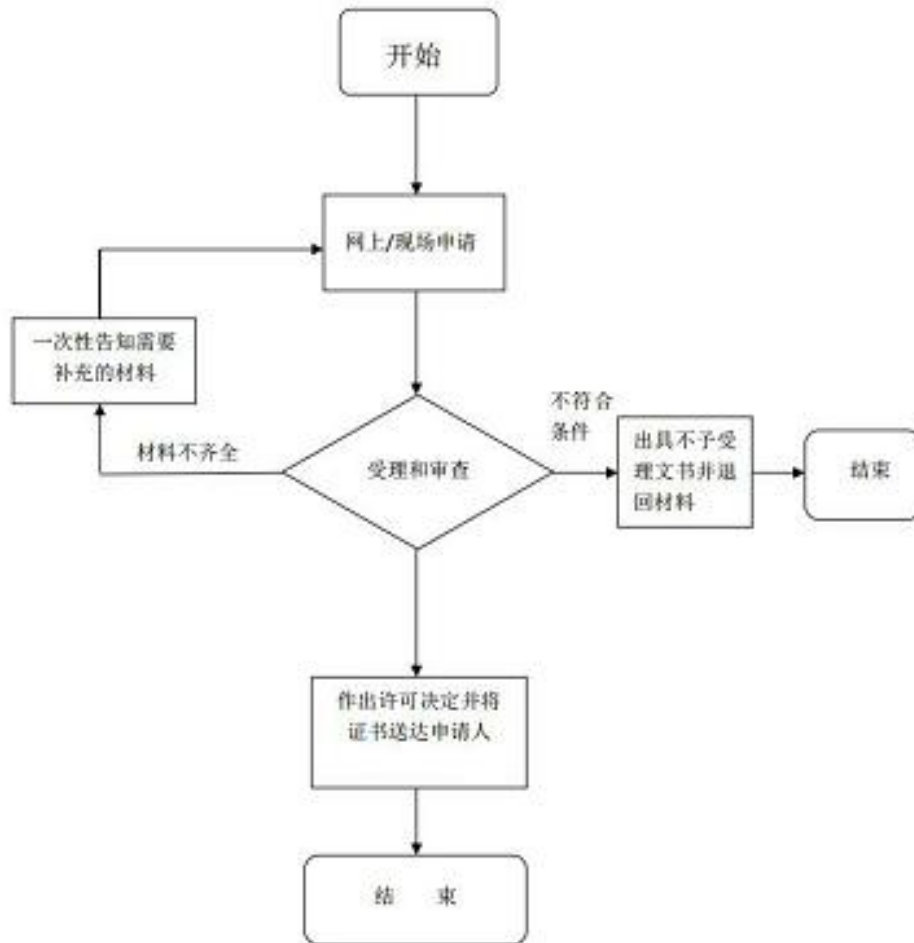 开始
网上/现场申请
一次性告知需要
补充的材料
材料不齐全
受理和审查
不符合
条件
出具不予受
理文书并退
回材料
结束
作出许可决定并将
证书送达申请人
结 束